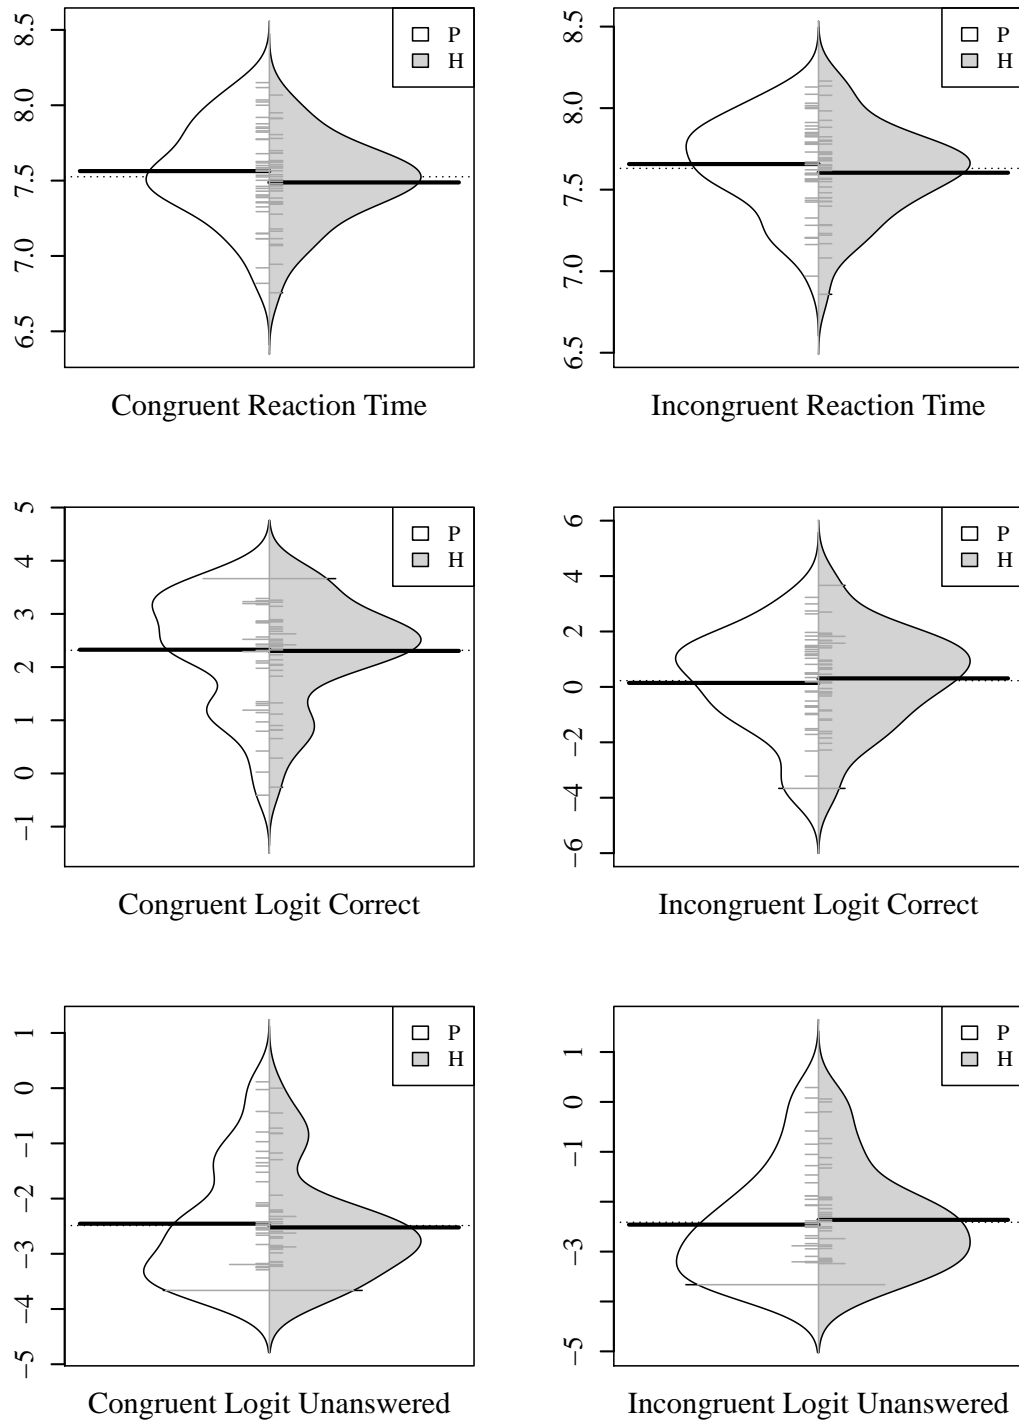 8.5
8.0
7.5
7.0
6.5
P
H
Congruent Reaction Time
8.5
8.0
7.5
7.0
6.5
P
H
Incongruent Reaction Time
5
4
3
2
1
0
−1
P
H
Congruent Logit Correct
6
4
2
0
−2
−4
−6
P
H
Incongruent Logit Correct
1
0
−1
−2
−3
−4
−5
P
H
Congruent Logit Unanswered
1
0
−1
−3
−5
P
H
Incongruent Logit Unanswered